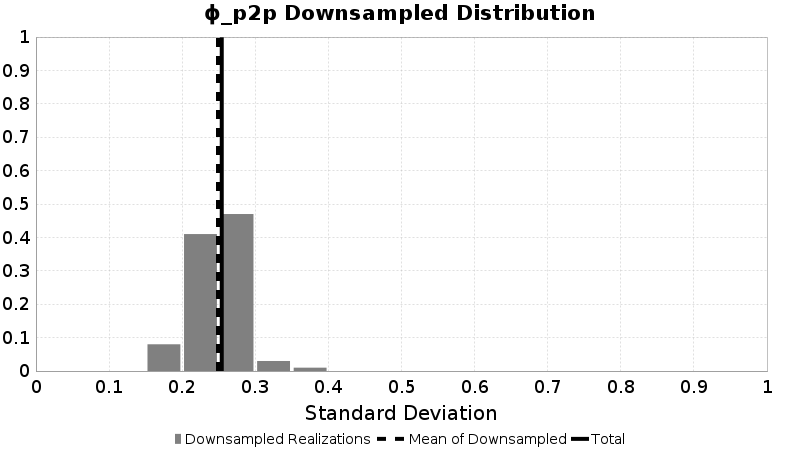 ϕ_p2p Downsampled Distribution
1
0.9
0.8
0.7
0.6
0.5
0.4
0.3
0.2
0.1
0
0 0.1 0.2 0.3 0.4 0.5 0.6 0.7 0.8 0.9 1
Standard Deviation
Downsampled Realizations Mean of Downsampled Total